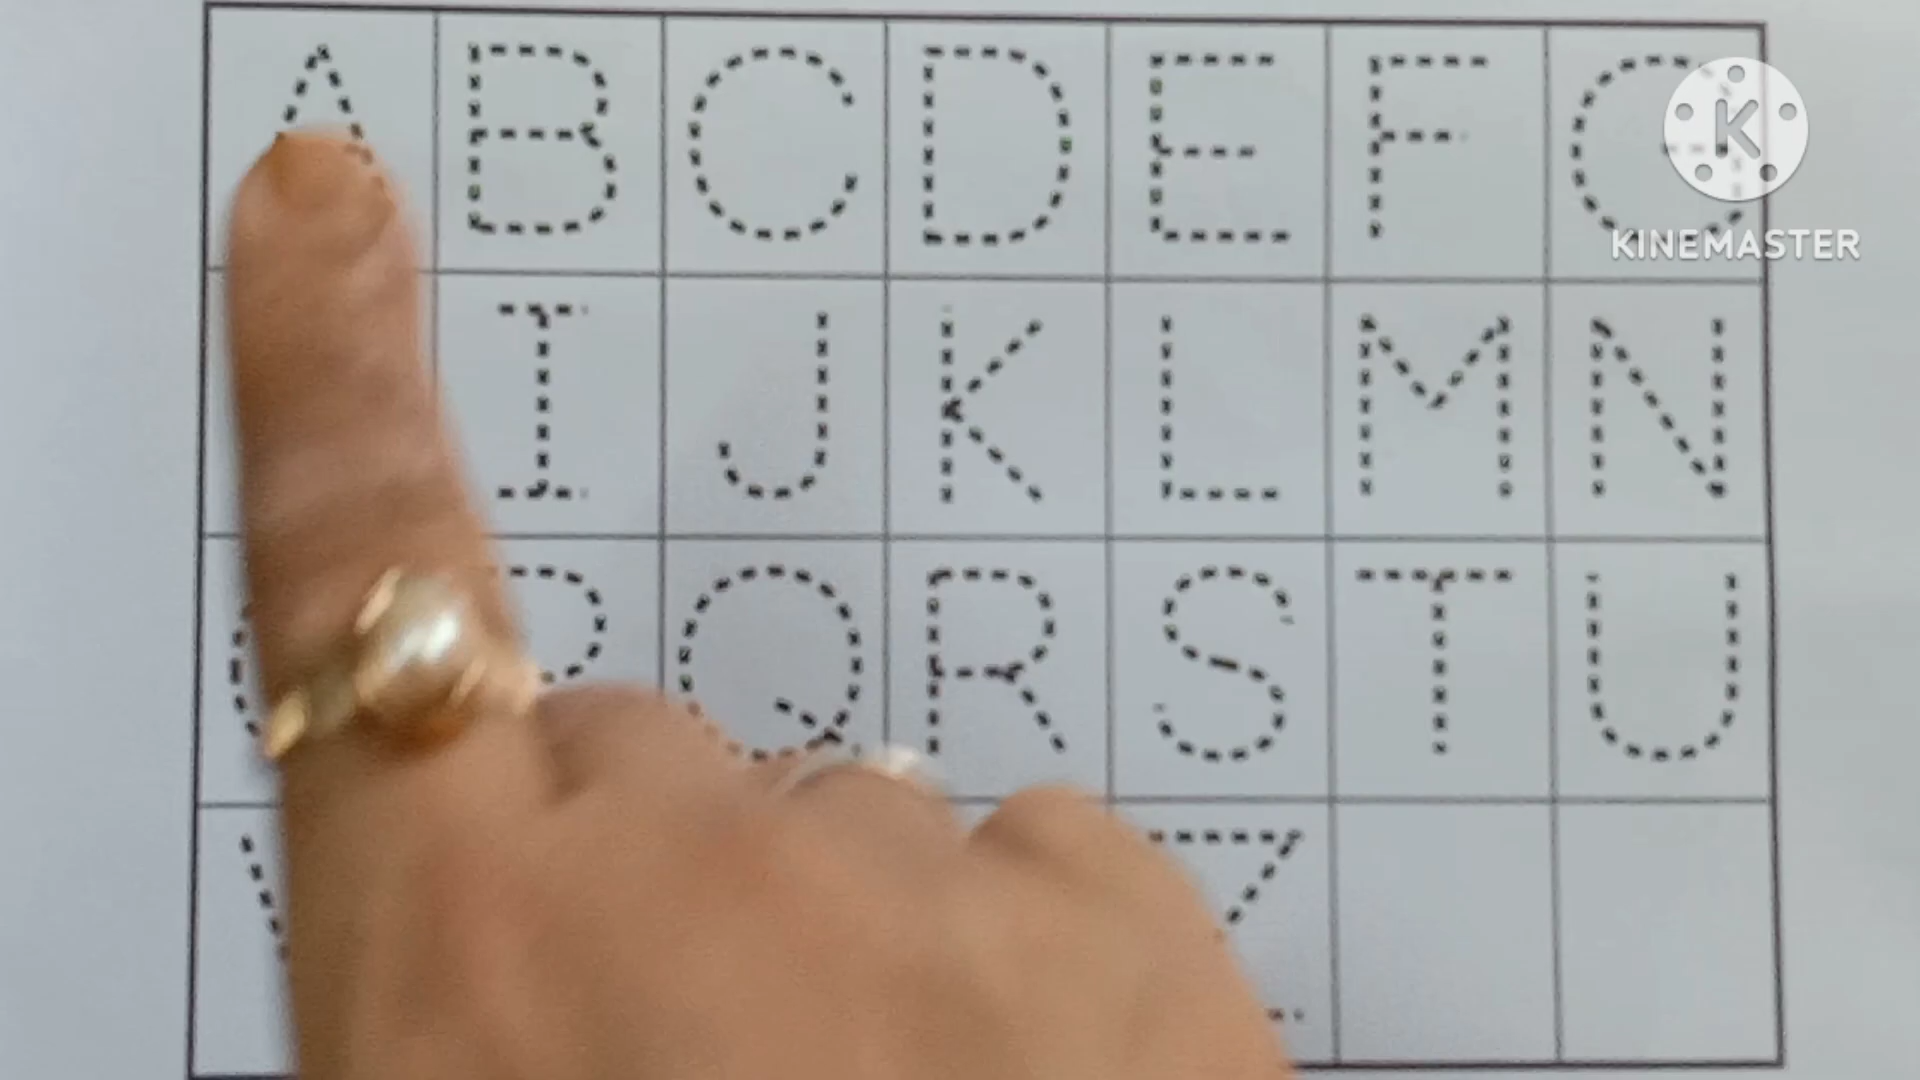 A B C D E F G
I J K L M N
O P Q R S T U
V Z
K
KINEMASTER